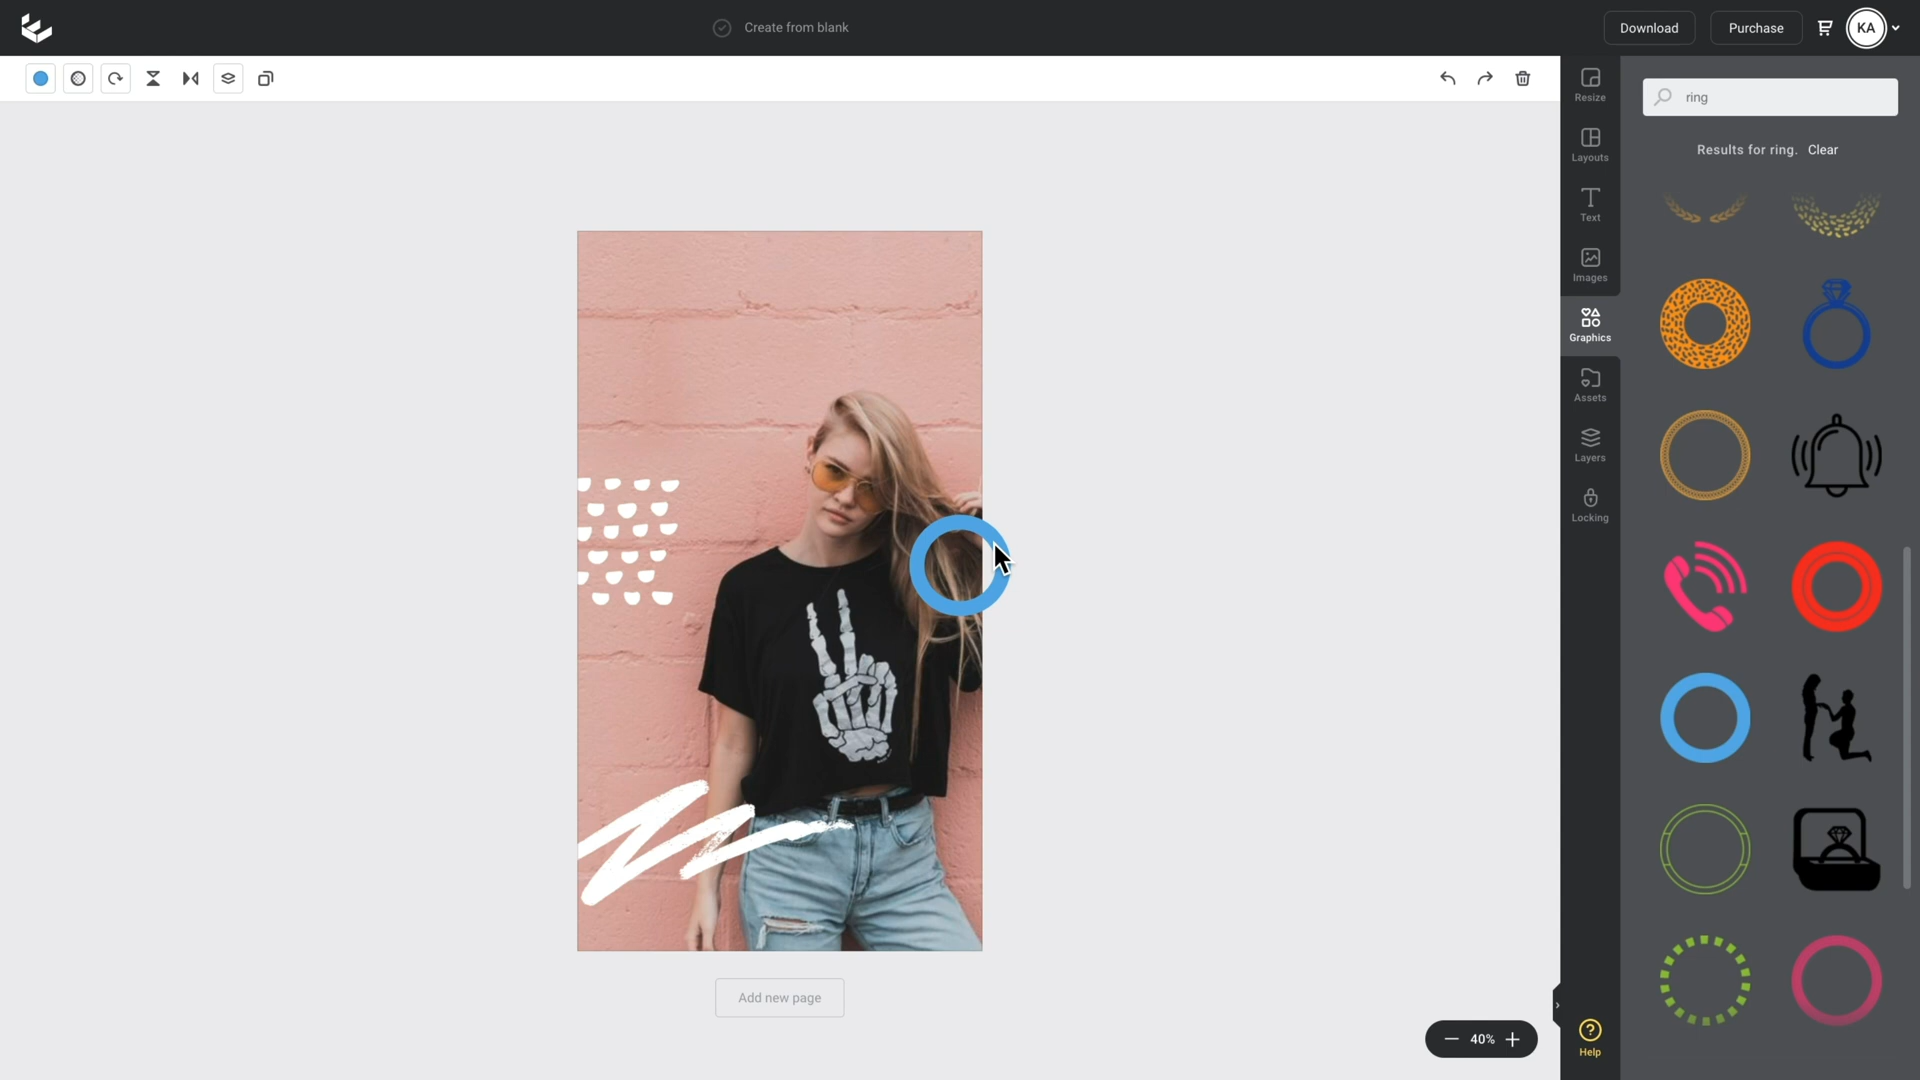 Create from blank
Download
Purchase
KA
Resize
Layouts
Text
Images
Graphics
Assets
Layers
Locking
Help
ring
Results for ring. Clear
Add new page
40%